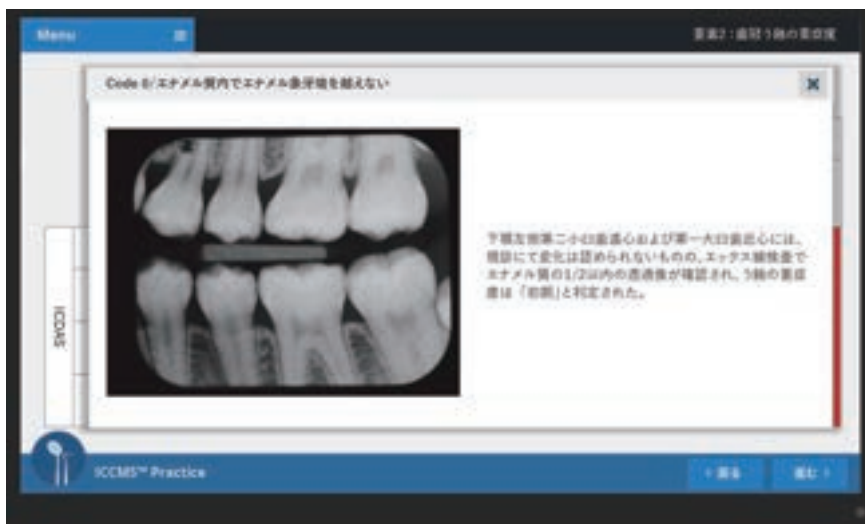 Menu
要素2：歯冠う蝕の重症度
Code 0/エナメル質内でエナメル象牙境を越えない
下顎左側第二小臼歯遠心および第一大臼歯近心には、
視診にて変化は認められないものの、エックス線検査で
エナメル質の1/2以内の透過像が確認され、う蝕の重症
度は「初期」と判定された。
ICDAS
ICCMS™ Practice
戻る
進む